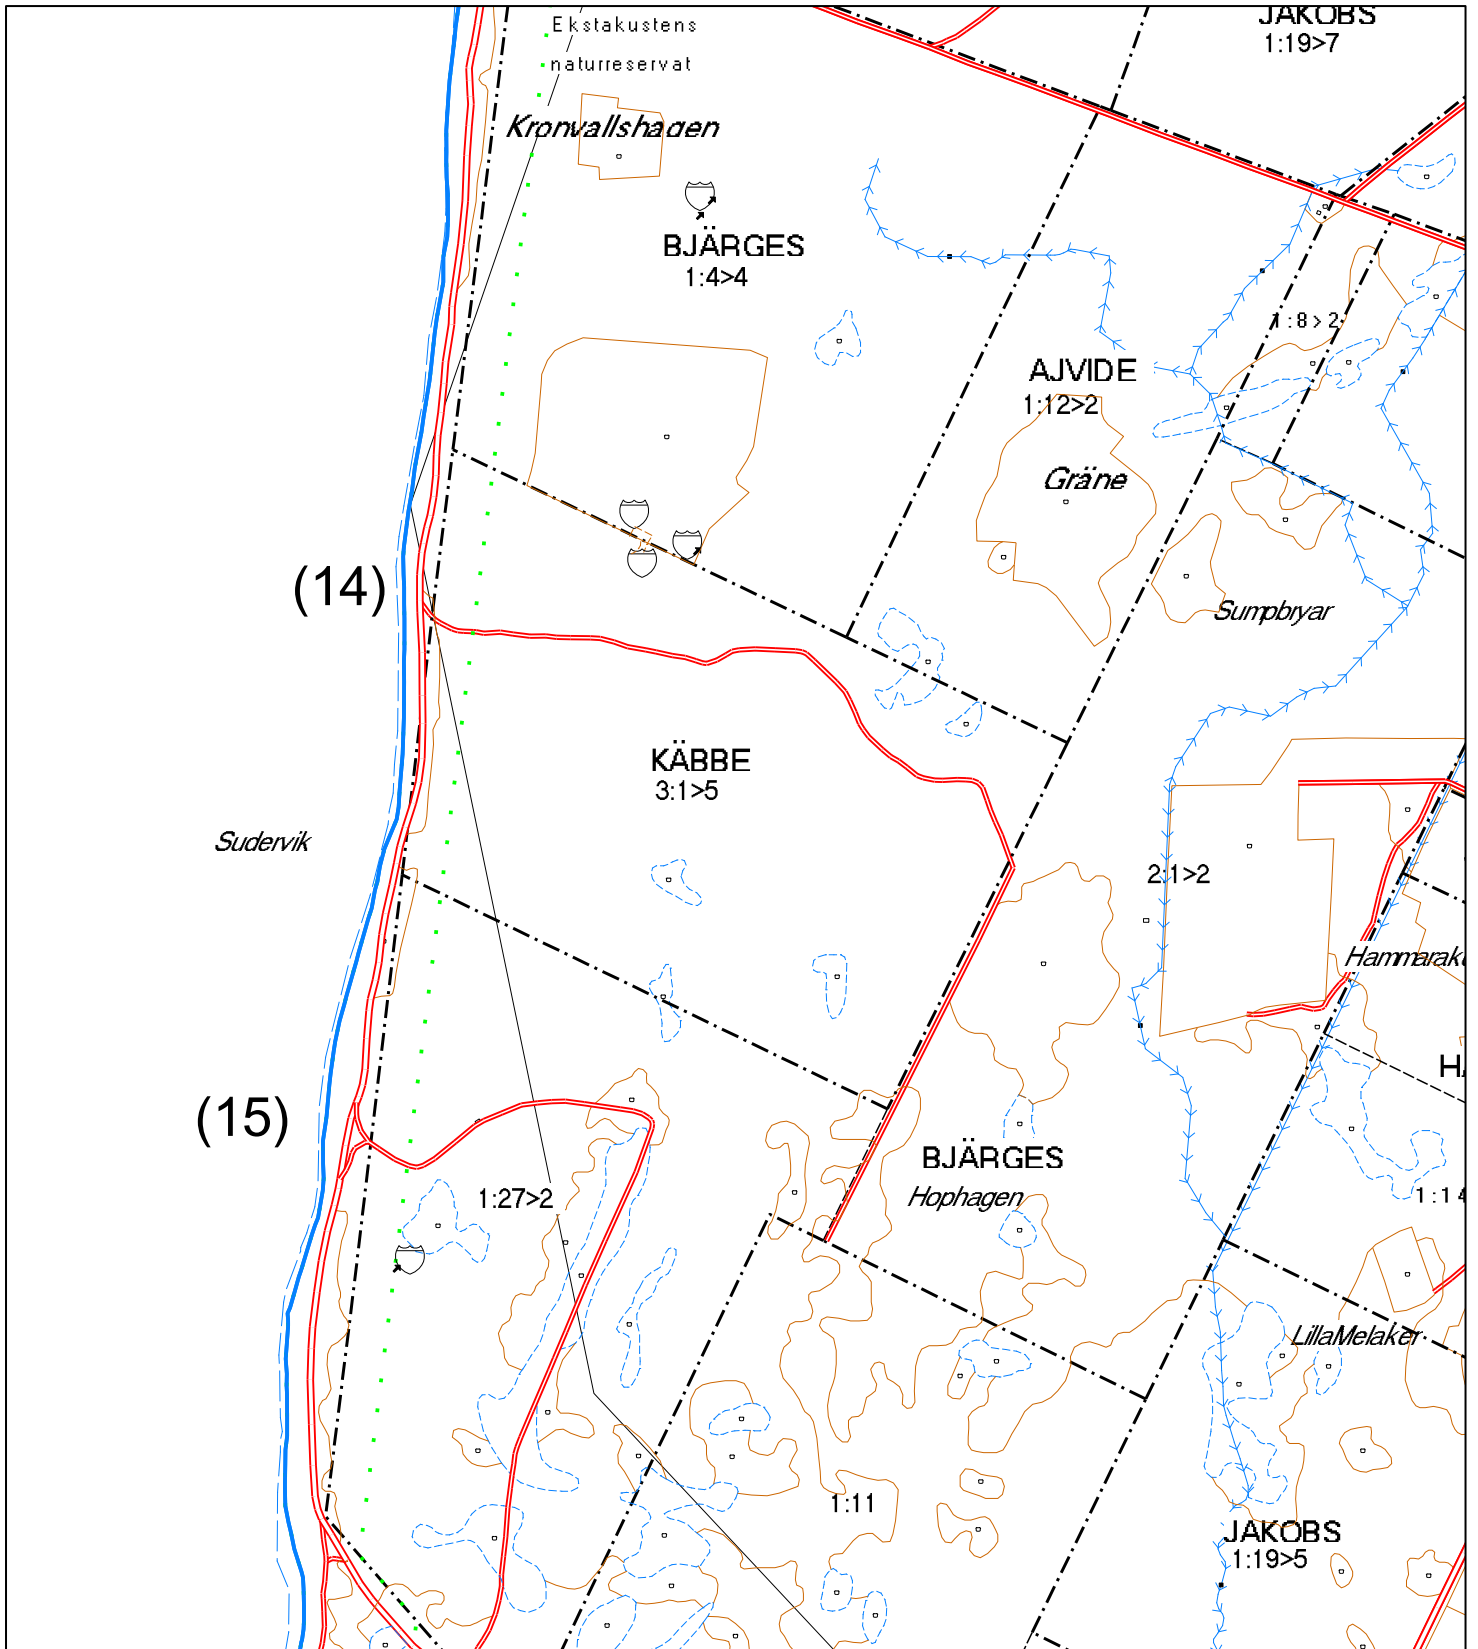 JAKOBS
1:19>7
Ekstakustens
naturreservat
Kronvallshagen
BJÄRGES
1:4>4
1:8>2
AJVIDE
1:12>2
Gräne
(14)
Sumpbryar
KÄBBE
3:1>5
Sudervik
2:1>2
(15)
BJÄRGES
Hophagen
1:27>2
LillaMelaker
1:11
JAKOBS
1:19>5